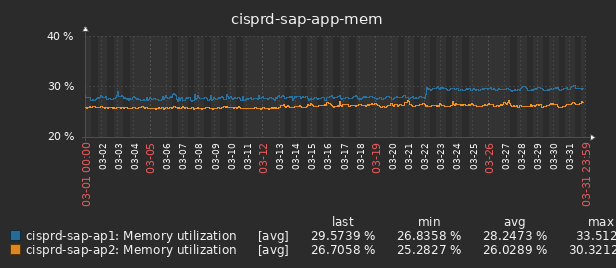 cisprd-sap-app-mem
40 %
30 %
20 %
03-01 00:00 03-02 03-03 03-04 03-05 03-06 03-07 03-08 03-09 03-10 03-11 03-12 03-13 03-14 03-15 03-16 03-17 03-18 03-19 03-20 03-21 03-22 03-23 03-24 03-25 03-26 03-27 03-28 03-29 03-30 03-31 03-31 23:59
last min avg max
cisprd-sap-ap1: Memory utilization [avg] 29.5739 % 26.8358 % 28.2473 % 33.512
cisprd-sap-ap2: Memory utilization [avg] 26.7058 % 25.2827 % 26.0289 % 30.3212